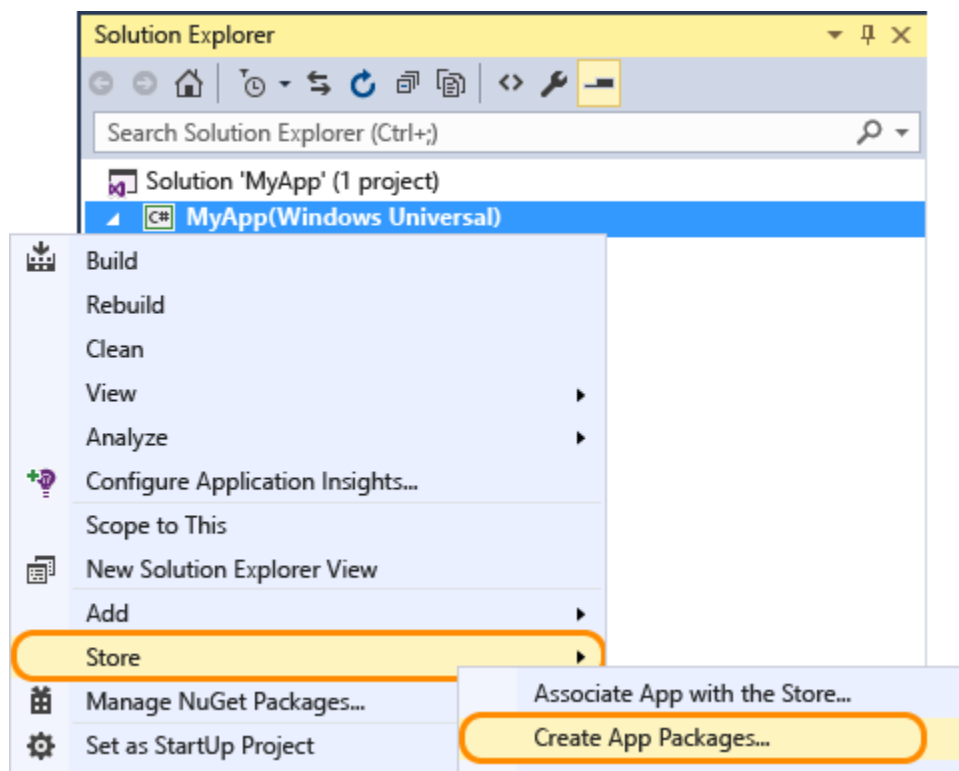 Solution Explorer
Search Solution Explorer (Ctrl+;)
Solution 'MyApp' (1 project)
C# MyApp(Windows Universal)
Build
Rebuild
Clean
View
Analyze
Configure Application Insights...
Scope to This
New Solution Explorer View
Add
Store
Associate App with the Store...
Manage NuGet Packages...
Create App Packages...
Set as StartUp Project